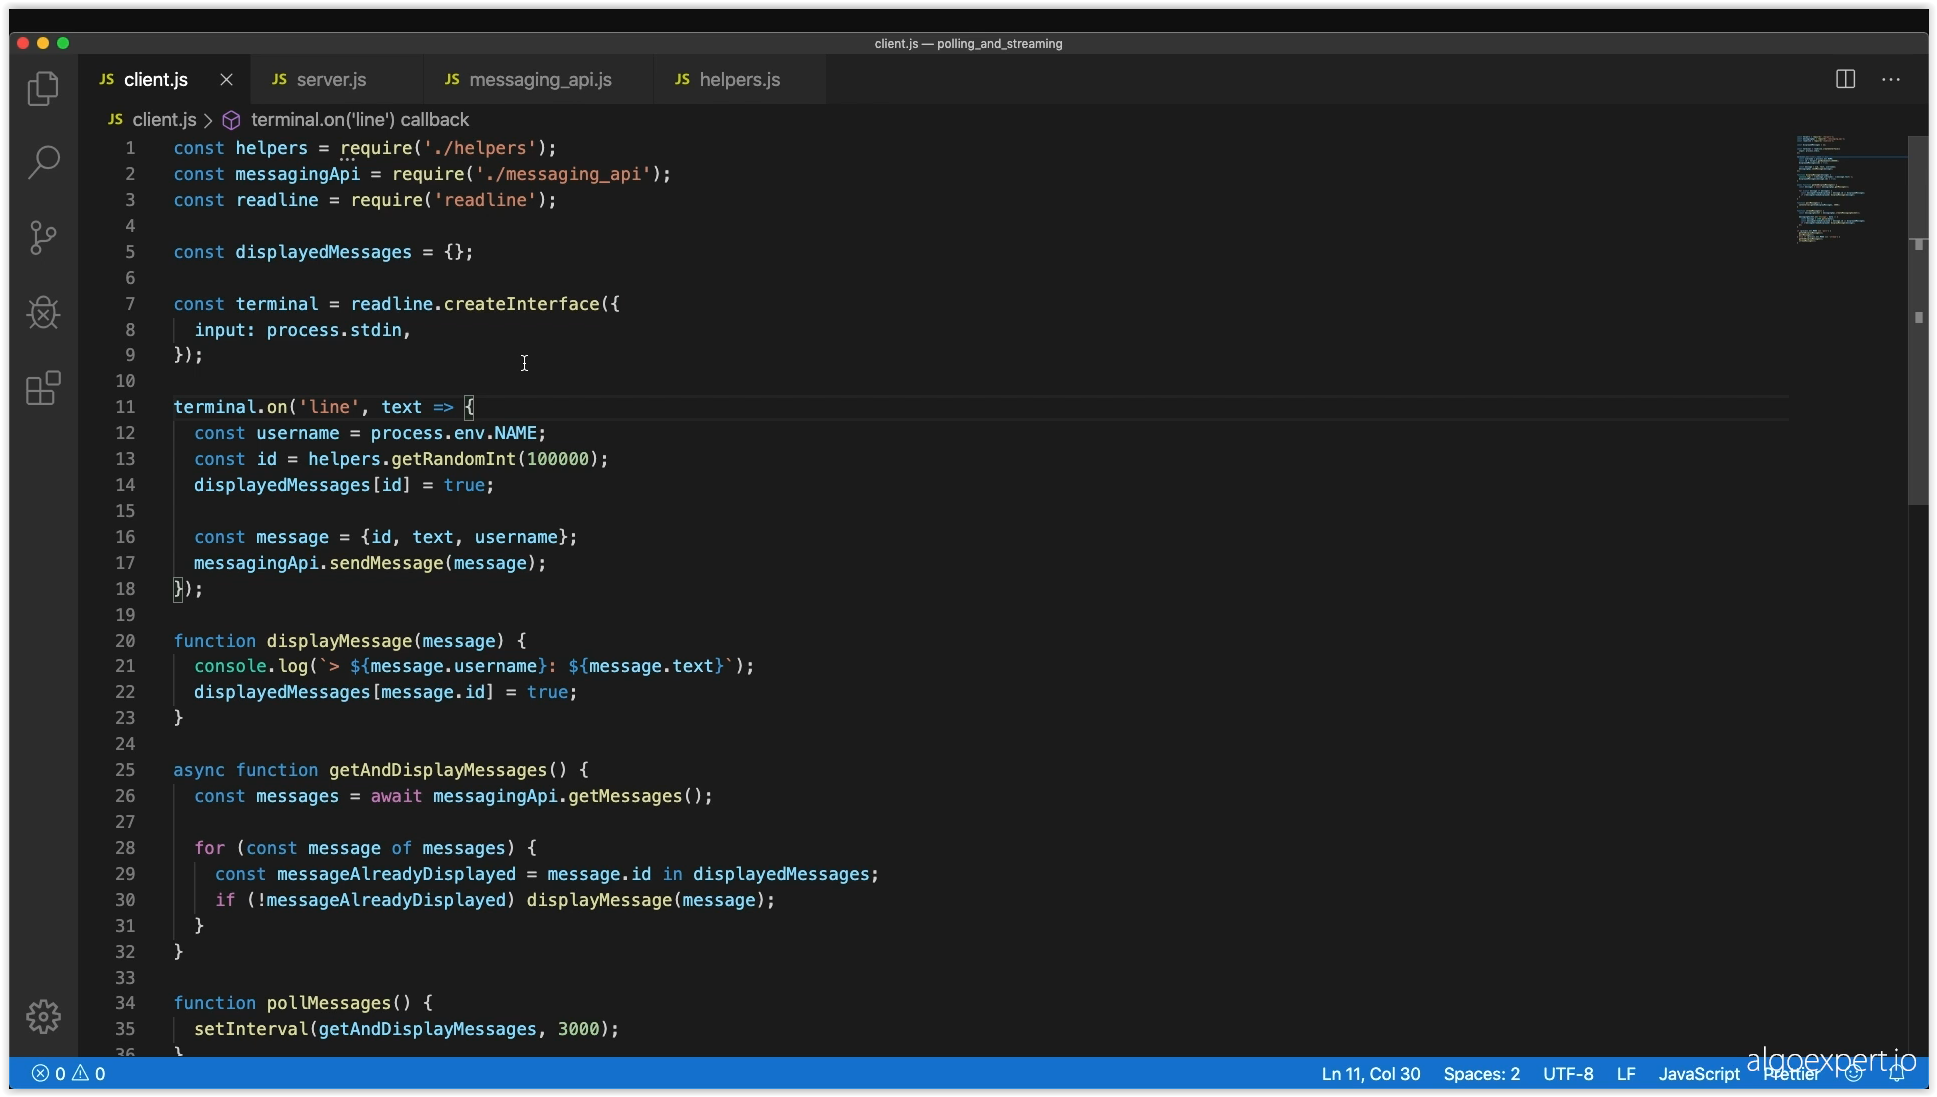 client.js — polling_and_streaming
JS client.js JS server.js JS messaging_api.js JS helpers.js
JS client.js > terminal.on('line') callback
1 const helpers = require('./helpers');
2 const messagingApi = require('./messaging_api');
3 const readline = require('readline');
4
5 const displayedMessages = {};
6
7 const terminal = readline.createInterface({
8   input: process.stdin,
9 });
10
11 terminal.on('line', text => {
12   const username = process.env.NAME;
13   const id = helpers.getRandomInt(100000);
14   displayedMessages[id] = true;
15
16   const message = {id, text, username};
17   messagingApi.sendMessage(message);
18 });
19
20 function displayMessage(message) {
21   console.log(`> ${message.username}: ${message.text}`);
22   displayedMessages[message.id] = true;
23 }
24
25 async function getAndDisplayMessages() {
26   const messages = await messagingApi.getMessages();
27
28   for (const message of messages) {
29     const messageAlreadyDisplayed = message.id in displayedMessages;
30     if (!messageAlreadyDisplayed) displayMessage(message);
31   }
32 }
33
34 function pollMessages() {
35   setInterval(getAndDisplayMessages, 3000);
36 }
algoexpert.io
0 0 Ln 11, Col 30 Spaces: 2 UTF-8 LF JavaScript Prettier